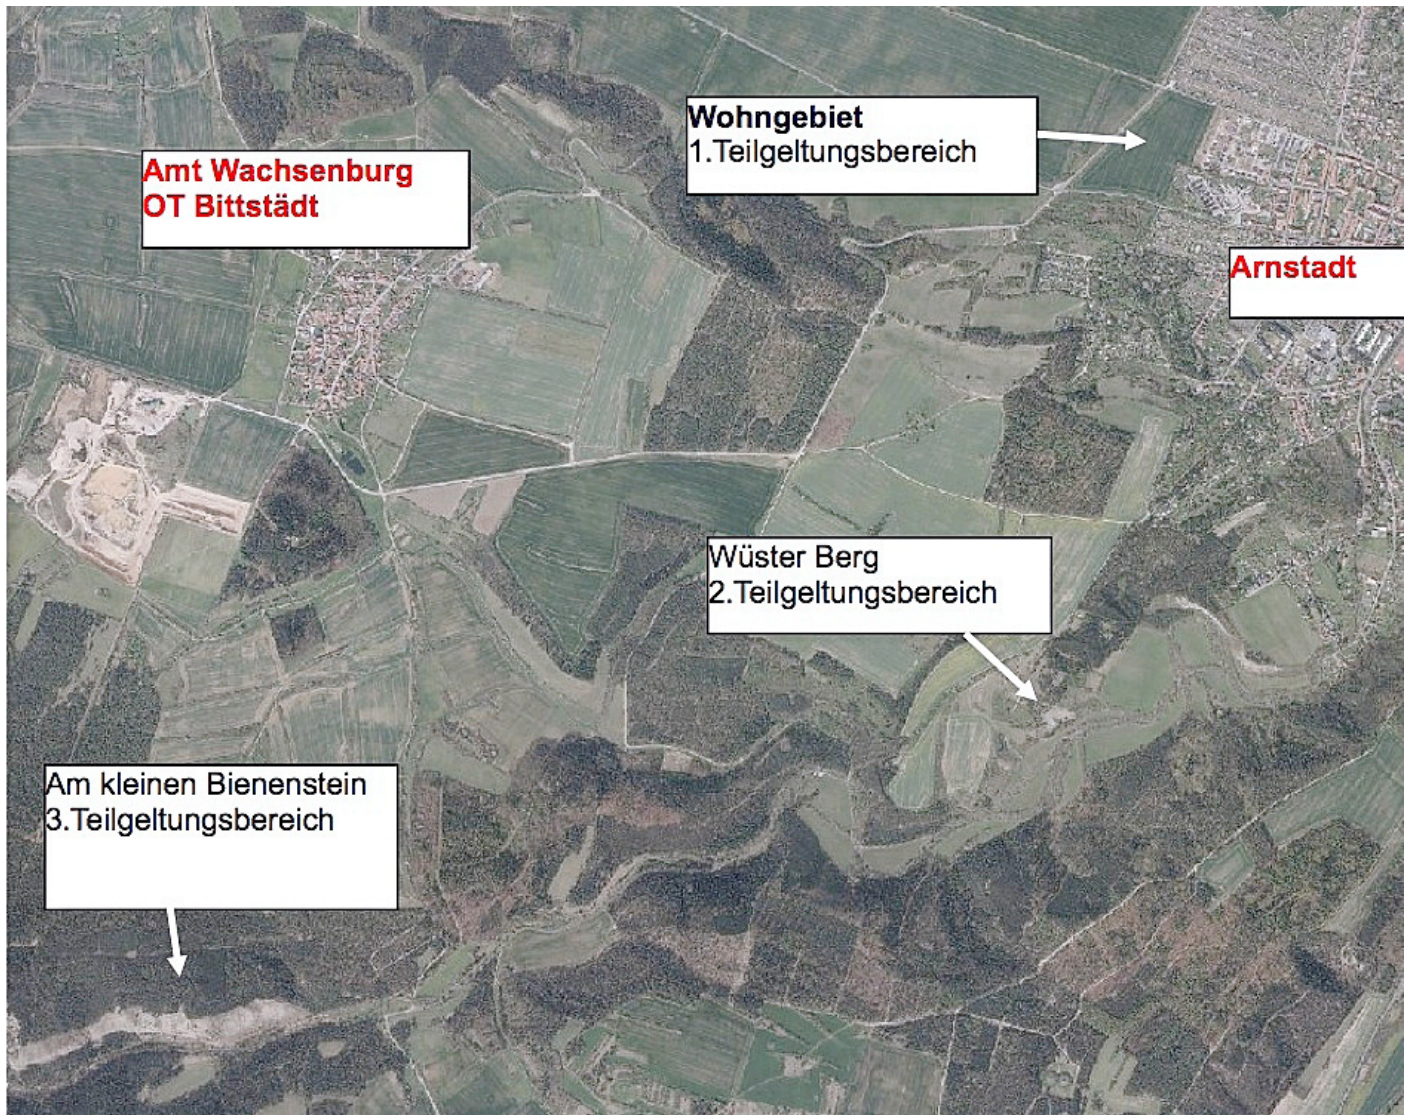 Wohngebiet
1.Teilgeltungsbereich
Amt Wachsenburg
OT Bittstädt
Arnstadt
Wüster Berg
2.Teilgeltungsbereich
Am kleinen Bienenstein
3.Teilgeltungsbereich